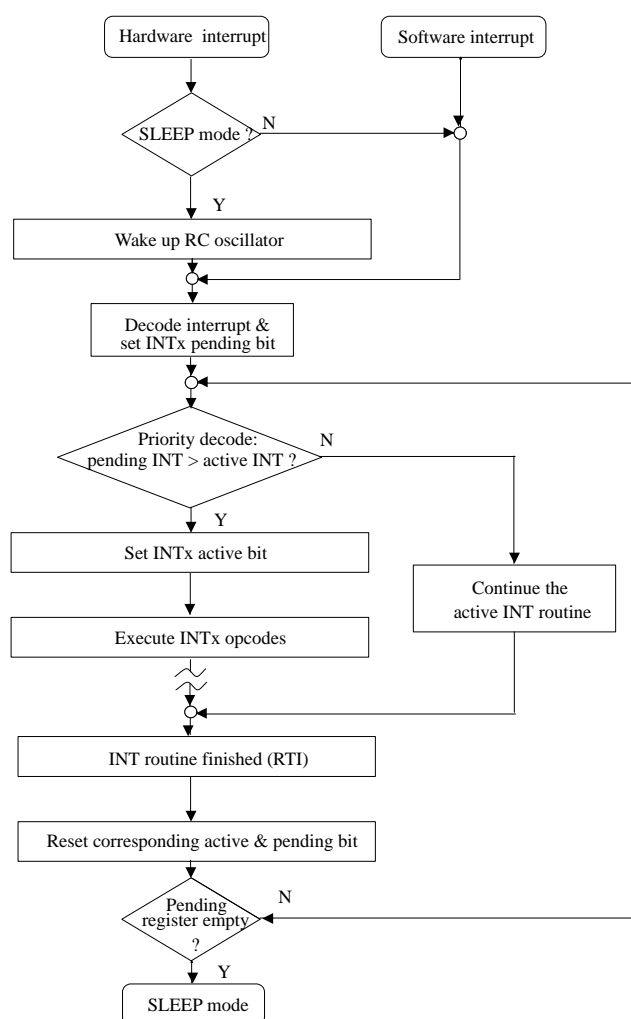 Hardware interrupt
Software interrupt
SLEEP mode ?
N
Y
Wake up RC oscillator
Decode interrupt &
set INTx pending bit
Priority decode:
pending INT > active INT ?
N
Y
Set INTx active bit
Continue the
active INT routine
Execute INTx opcodes
INT routine finished (RTI)
Reset corresponding active & pending bit
Pending
register empty
?
N
Y
SLEEP mode